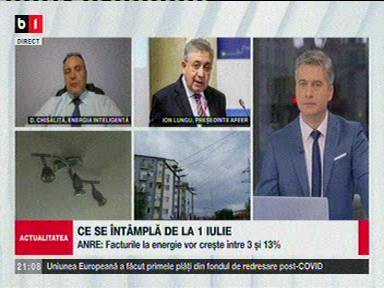 B1
DIRECT
D. CHISĂLIȚĂ, ENERGIA INTELIGENTĂ
ION LUNGU, PREȘEDINTE AFEER
ACTUALITATEA
CE SE ÎNTÂMPLĂ DE LA 1 IULIE
ANRE: Facturile la energie vor crește între 3 și 13%
21:08 Uniunea Europeană a făcut primele plăți din fondul de redresare post-COVID